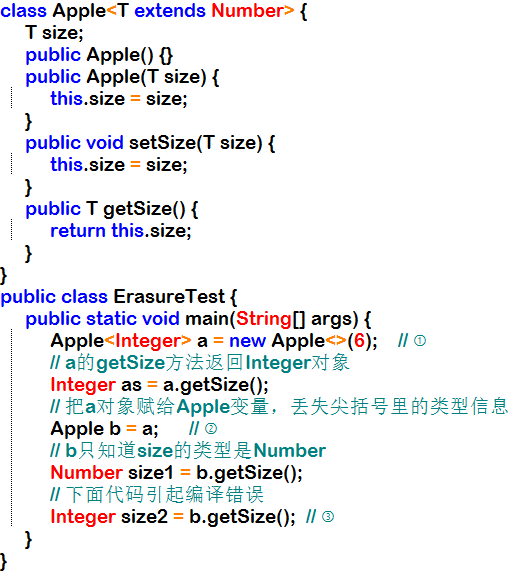 class Apple<T extends Number> {
    T size;
    public Apple() {}
    public Apple(T size) {
        this.size = size;
    }
    public void setSize(T size) {
        this.size = size;
    }
    public T getSize() {
        return this.size;
    }
}
public class ErasureTest {
    public static void main(String[] args) {
        Apple<Integer> a = new Apple<>(6);    // ①
        // a的getSize方法返回Integer对象
        Integer as = a.getSize();
        // 把a对象赋给Apple变量，丢失尖括号里的类型信息
        Apple b = a;      // ②
        // b只知道size的类型是Number
        Number size1 = b.getSize();
        // 下面代码引起编译错误
        Integer size2 = b.getSize();  // ③
    }
}